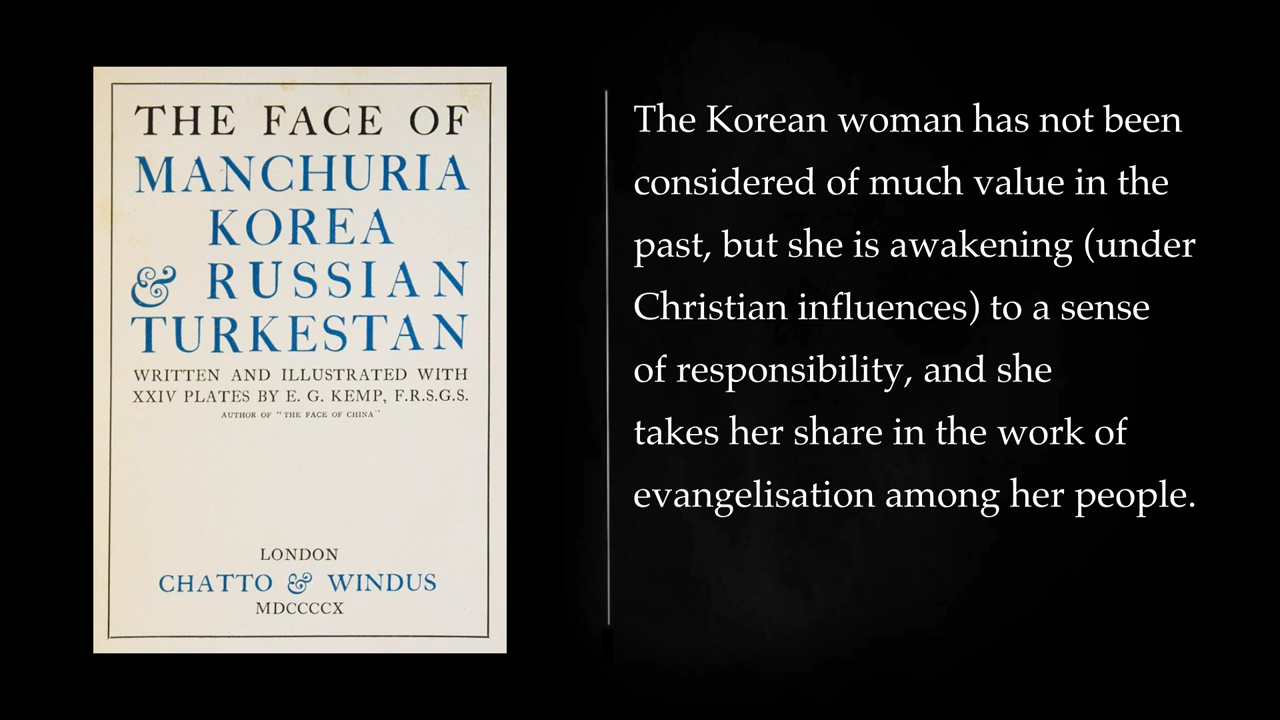 THE FACE OF
MANCHURIA
KOREA
& RUSSIAN
TURKESTAN
WRITTEN AND ILLUSTRATED WITH
XXIV PLATES BY E. G. KEMP, F.R.S.G.S.
AUTHOR OF "THE FACE OF CHINA"
LONDON
CHATTO & WINDUS
MDCCCCX
The Korean woman has not been
considered of much value in the
past, but she is awakening (under
Christian influences) to a sense
of responsibility, and she
takes her share in the work of
evangelisation among her people.